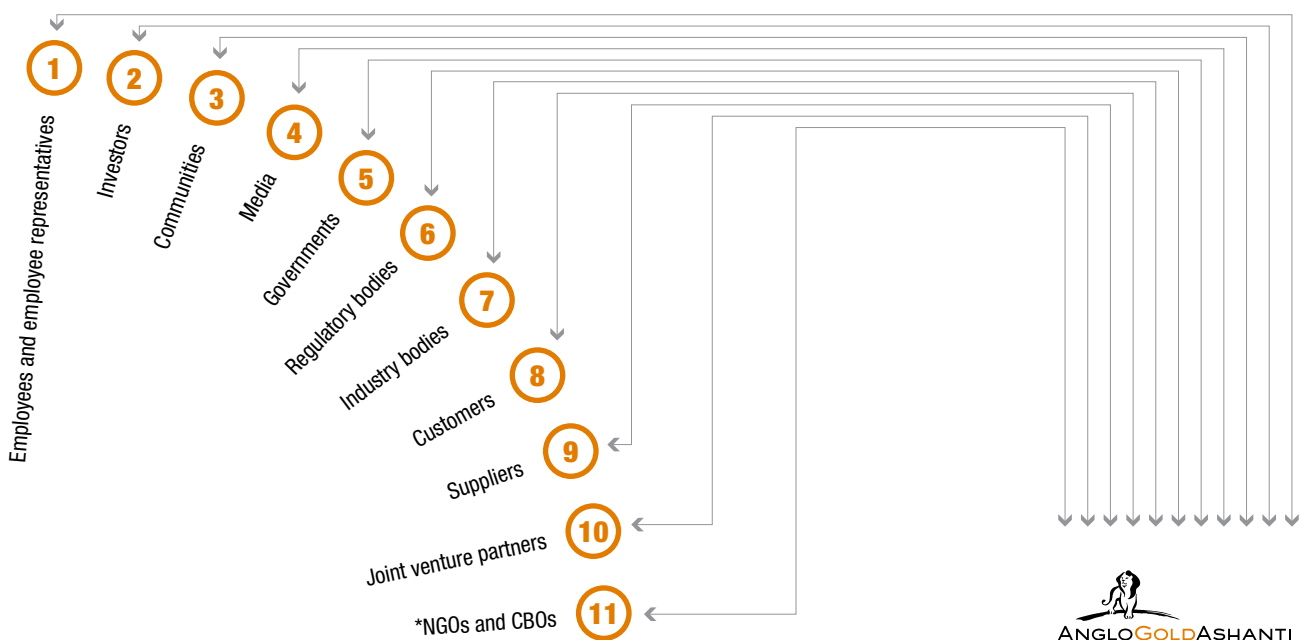 1
Employees and employee representatives
2
Investors
3
Communities
4
Media
5
Governments
6
Regulatory bodies
7
Industry bodies
8
Customers
9
Suppliers
10
Joint venture partners
11
*NGOs and CBOs
ANGLOGOLDASHANTI